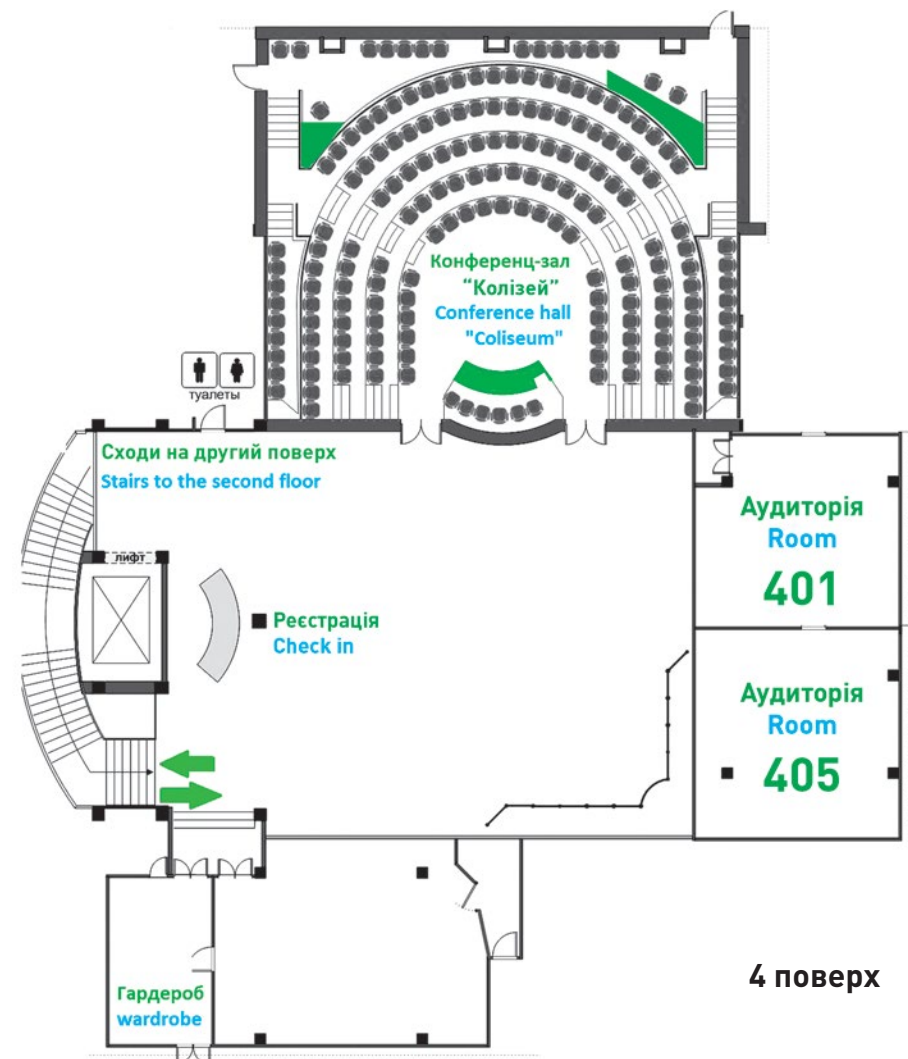 Конференц-зал
“Колізей”
Conference hall
"Coliseum"
туалеты
Сходи на другий поверх
Stairs to the second floor
лифт
Реєстрація
Check in
Аудиторія
Room
401
Аудиторія
Room
405
Гардероб
wardrobe
4 поверх